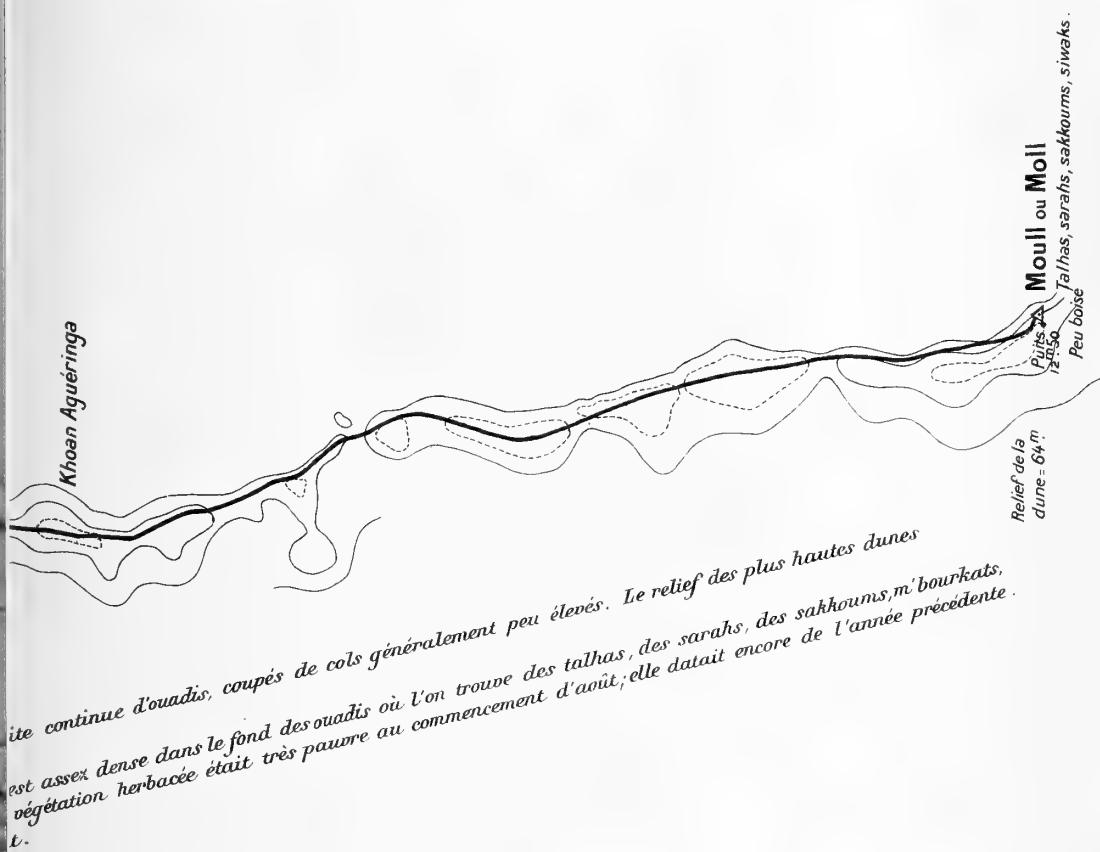 Khoan Aguéringa
Moull ou Moll
Talhas, sarahs, sakkoums, siwaks.
Peu boisé
Puits
12m50
Relief de la
dune = 64m
ite continue d'ouadis, coupés de cols généralement peu élevés. Le relief des plus hautes dunes
est assez dense dans le fond des ouadis où l'on trouve des talhas, des sarahs, des sakkoums, m'bourkats,
végétation herbacée était très pauvre au commencement d'août; elle datait encore de l'année précédente.
t.